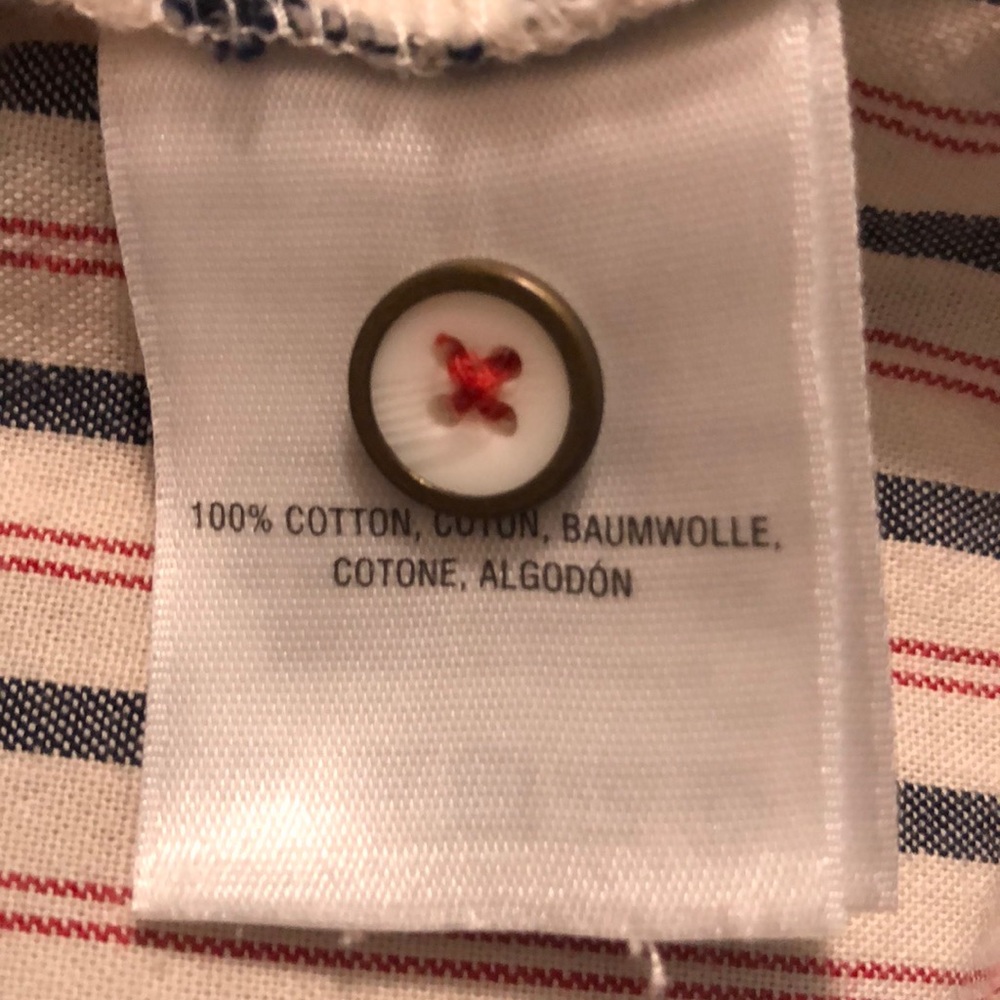 100% COTTON, COTON, BAUMWOLLE,
COTONE, ALGODÓN